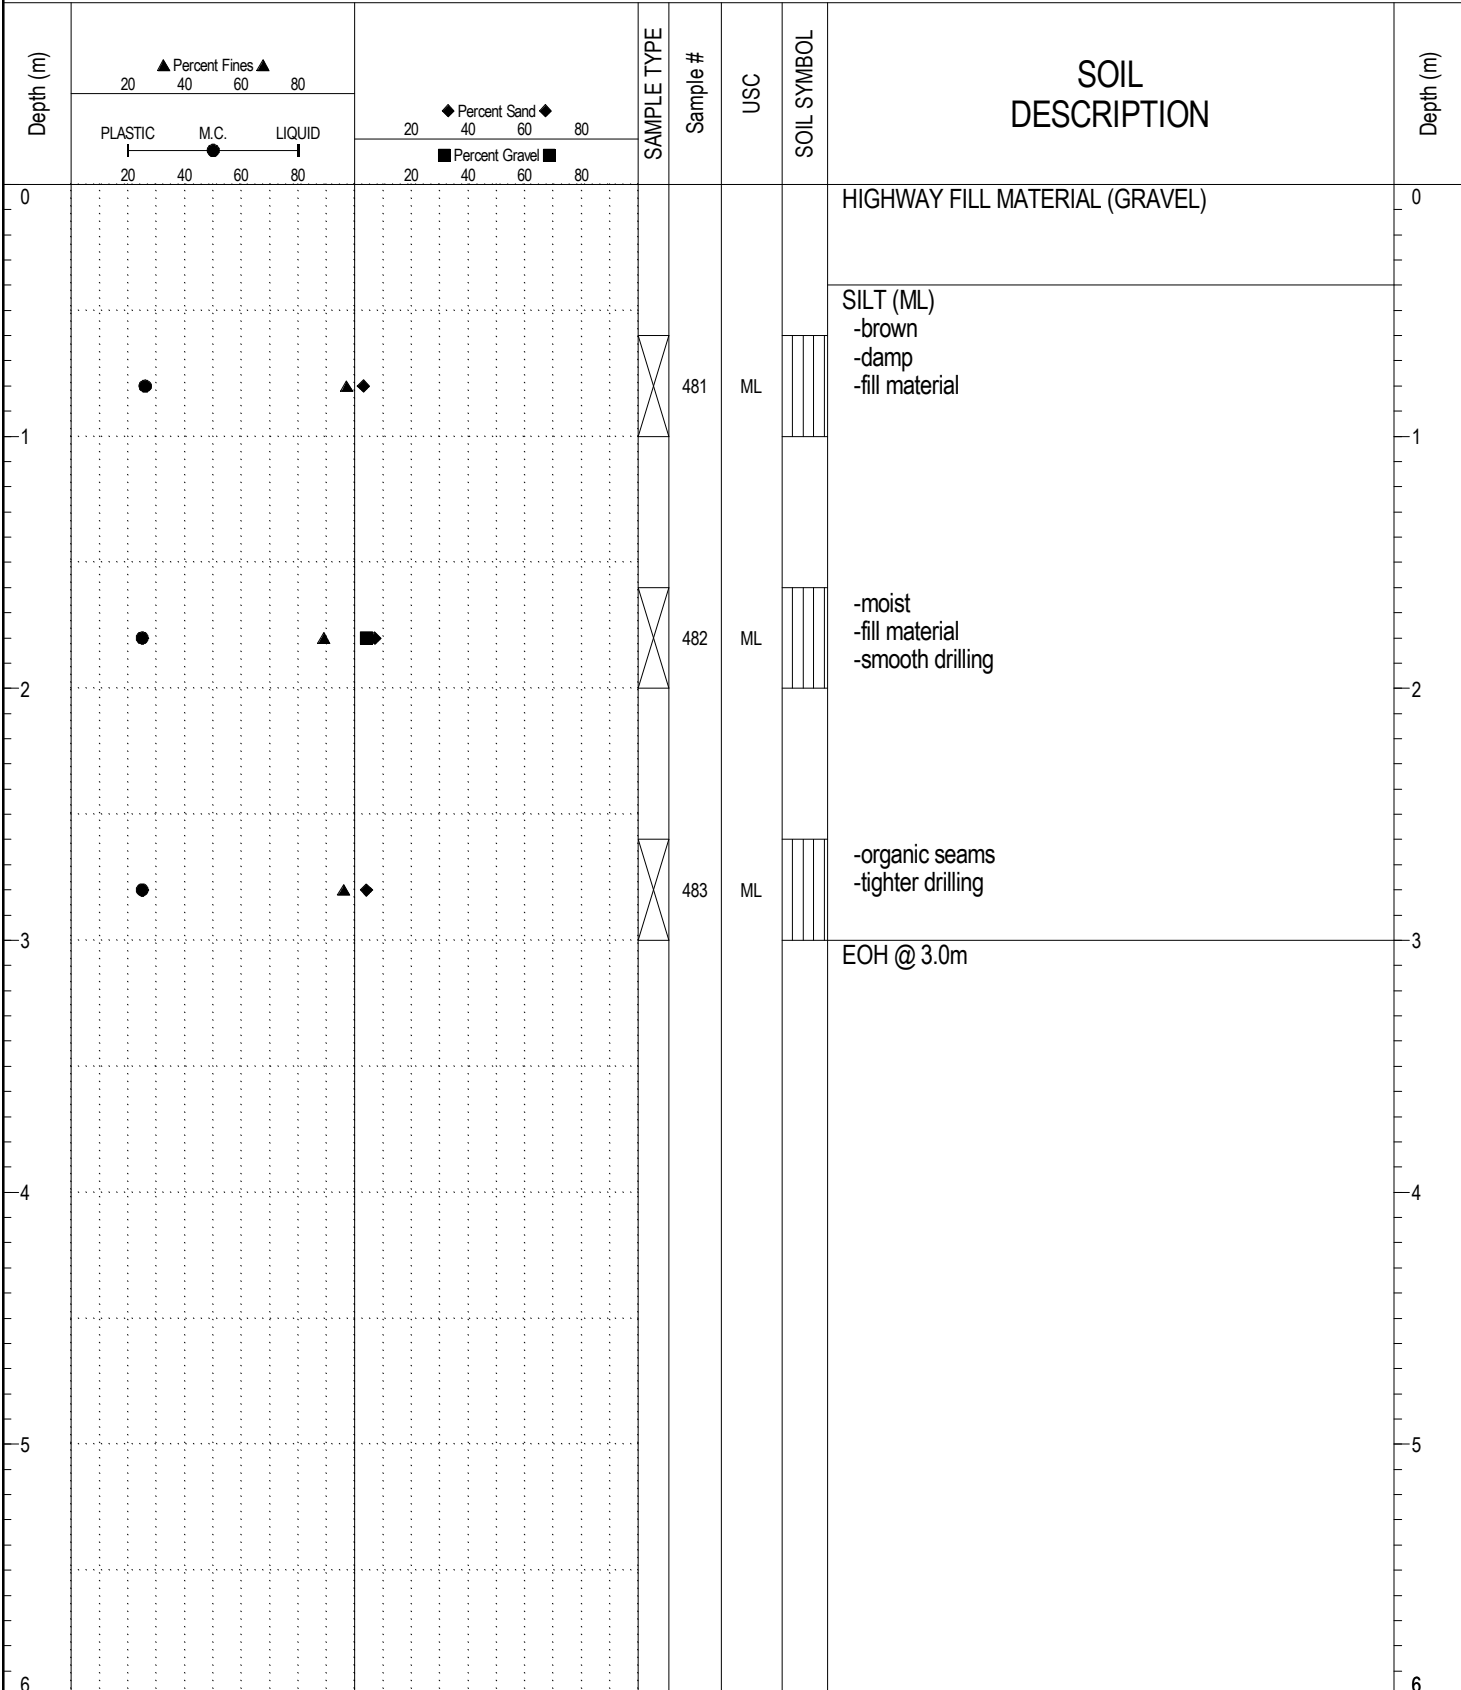 Depth (m)
▲ Percent Fines ▲
20 40 60 80
PLASTIC M.C. LIQUID
20 40 60 80
◆ Percent Sand ◆
20 40 60 80
■ Percent Gravel ■
20 40 60 80
SAMPLE TYPE
Sample #
USC
SOIL SYMBOL
SOIL
DESCRIPTION
Depth (m)
0 HIGHWAY FILL MATERIAL (GRAVEL) 0
SILT (ML)
-brown
-damp
481 ML -fill material
1 1
-moist
-fill material
482 ML
-smooth drilling
2 2
-organic seams
483 ML -tighter drilling
3 3
EOH @ 3.0m
4 4
5 5
6 6